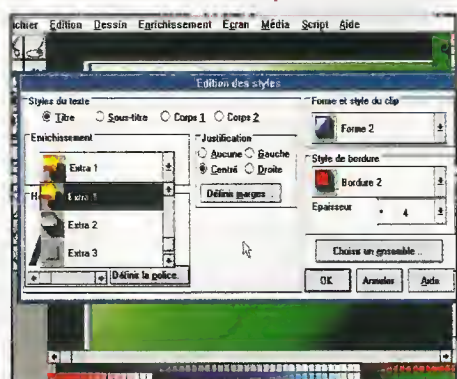 ichier Edition Dessin Enrichissement Ecran Média Script Aide
Edition des styles
Styles du texte
Titre Sous-titre Corps 1 Corps 2
Enrichissement
Extra 1
Extra 1
Extra 2
Extra 3
Définir la police...
Justification
Aucune Gauche
Centré Droite
Définir marges...
Forme et style du clip
Forme 2
Style de bordure
Bordure 2
Epaisseur
4
Choisir un ensemble...
OK Annuler Aide